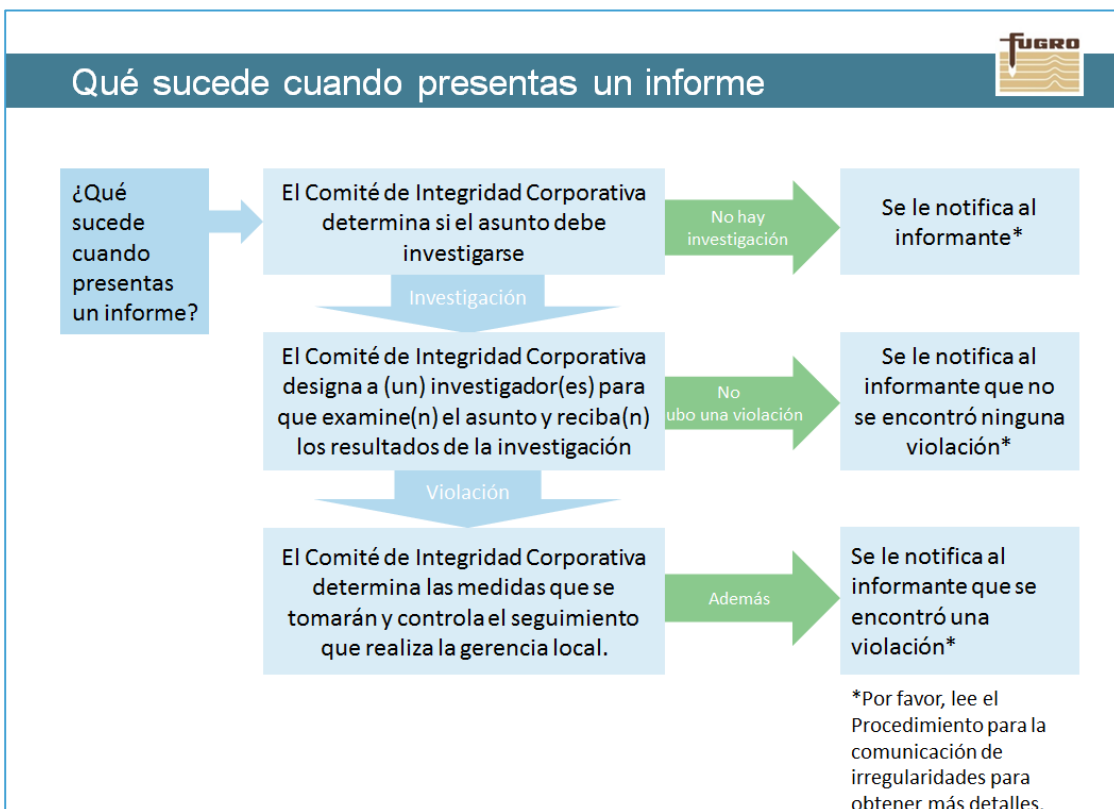 FUGRO
Qué sucede cuando presentas un informe
¿Qué
sucede
cuando
presentas
un informe?
El Comité de Integridad Corporativa
determina si el asunto debe
investigarse
No hay
investigación
Se le notifica al
informante*
Investigación
El Comité de Integridad Corporativa
designa a (un) investigador(es) para
que examine(n) el asunto y reciba(n)
los resultados de la investigación
No
ubo una violación
Se le notifica al
informante que no
se encontró ninguna
violación*
Violación
El Comité de Integridad Corporativa
determina las medidas que se
tomarán y controla el seguimiento
que realiza la gerencia local.
Además
Se le notifica al
informante que se
encontró una
violación*
*Por favor, lee el
Procedimiento para la
comunicación de
irregularidades para
obtener más detalles.